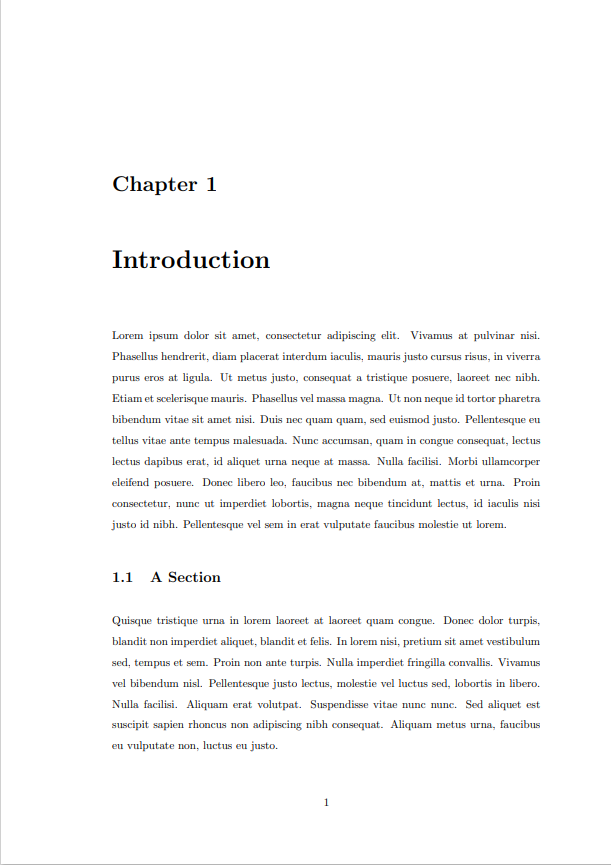 Chapter 1
Introduction
Lorem ipsum dolor sit amet, consectetur adipiscing elit. Vivamus at pulvinar nisi.
Phasellus hendrerit, diam placerat interdum iaculis, mauris justo cursus risus, in viverra
purus eros at ligula. Ut metus justo, consequat a tristique posuere, laoreet nec nibh.
Etiam et scelerisque mauris. Phasellus vel massa magna. Ut non neque id tortor pharetra
bibendum vitae sit amet nisi. Duis nec quam quam, sed euismod justo. Pellentesque eu
tellus vitae ante tempus malesuada. Nunc accumsan, quam in congue consequat, lectus
lectus dapibus erat, id aliquet urna neque at massa. Nulla facilisi. Morbi ullamcorper
eleifend posuere. Donec libero leo, faucibus nec bibendum at, mattis et urna. Proin
consectetur, nunc ut imperdiet lobortis, magna neque tincidunt lectus, id iaculis nisi
justo id nibh. Pellentesque vel sem in erat vulputate faucibus molestie ut lorem.
1.1 A Section
Quisque tristique urna in lorem laoreet at laoreet quam congue. Donec dolor turpis,
blandit non imperdiet aliquet, blandit et felis. In lorem nisi, pretium sit amet vestibulum
sed, tempus et sem. Proin non ante turpis. Nulla imperdiet fringilla convallis. Vivamus
vel bibendum nisl. Pellentesque justo lectus, molestie vel luctus sed, lobortis in libero.
Nulla facilisi. Aliquam erat volutpat. Suspendisse vitae nunc nunc. Sed aliquet est
suscipit sapien rhoncus non adipiscing nibh consequat. Aliquam metus urna, faucibus
eu vulputate non, luctus eu justo.
1